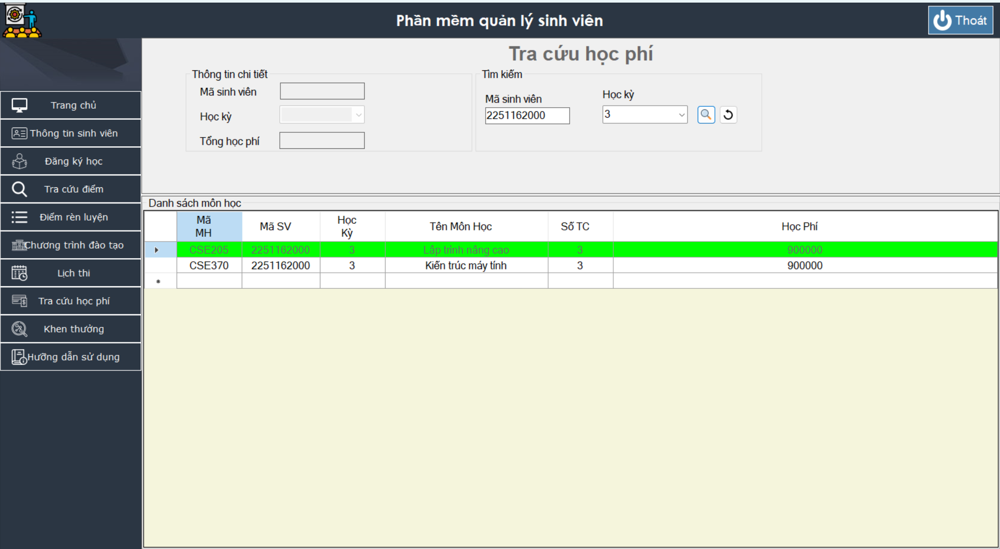 Phần mềm quản lý sinh viên
Thoát
Trang chủ
Thông tin sinh viên
Đăng ký học
Tra cứu điểm
Điểm rèn luyện
Chương trình đào tạo
Lịch thi
Tra cứu học phí
Khen thưởng
Hưỡng dẫn sử dụng
Tra cứu học phí
Thông tin chi tiết
Mã sinh viên
Học kỳ
Tổng học phí
Tìm kiếm
Mã sinh viên
2251162000
Học kỳ
3
Danh sách môn học
Mã MH Mã SV Học Kỳ Tên Môn Học Số TC Học Phí
CSE205 2251162000 3 Lập trình nâng cao 3 900000
CSE370 2251162000 3 Kiến trúc máy tính 3 900000